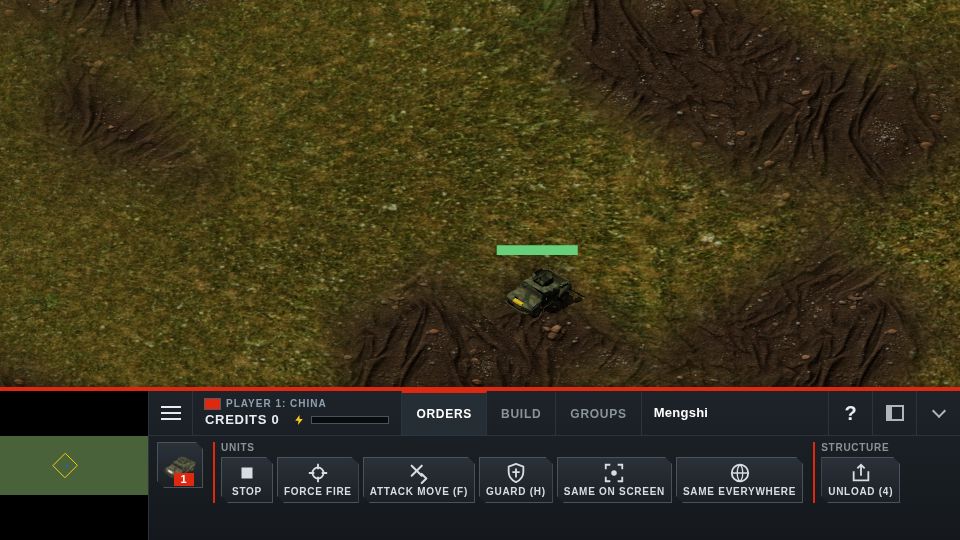 PLAYER 1: CHINA
CREDITS 0
ORDERS
BUILD
GROUPS
Mengshi
?
UNITS
STRUCTURE
1
STOP
FORCE FIRE
ATTACK MOVE (F)
GUARD (H)
SAME ON SCREEN
SAME EVERYWHERE
UNLOAD (4)